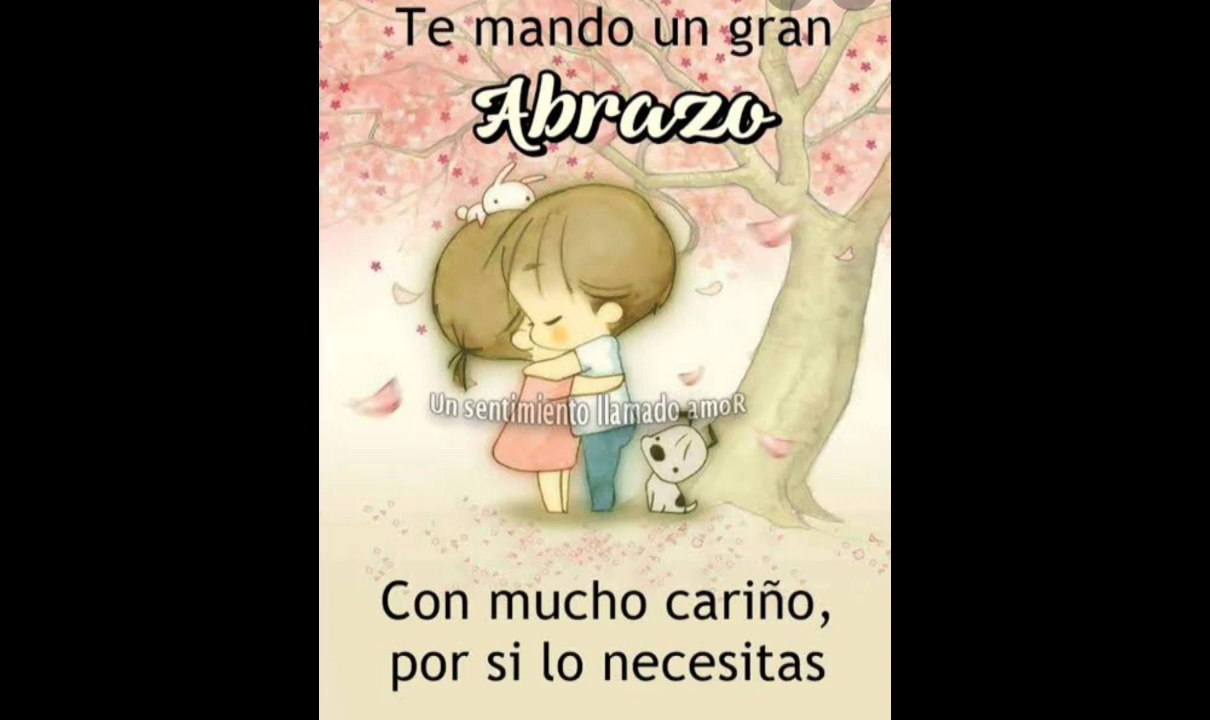 Te mando un gran
Abrazo
Un sentimiento llamado amoR
Con mucho cariño,
por si lo necesitas